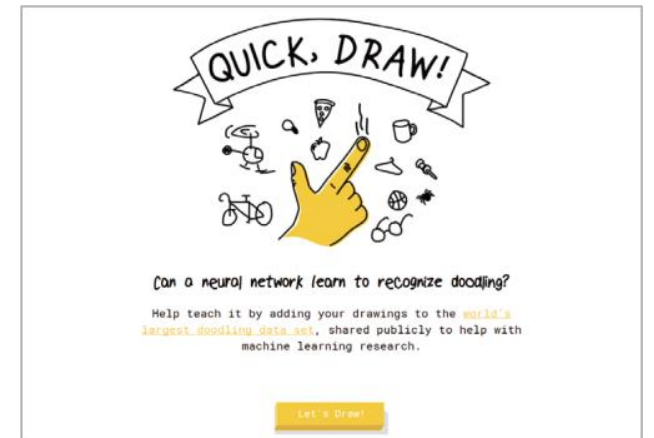 QUICK, DRAW!
Can a neural network learn to recognize doodling?
Help teach it by adding your drawings to the world's
largest doodling data set, shared publicly to help with
machine learning research.
Let's Draw!